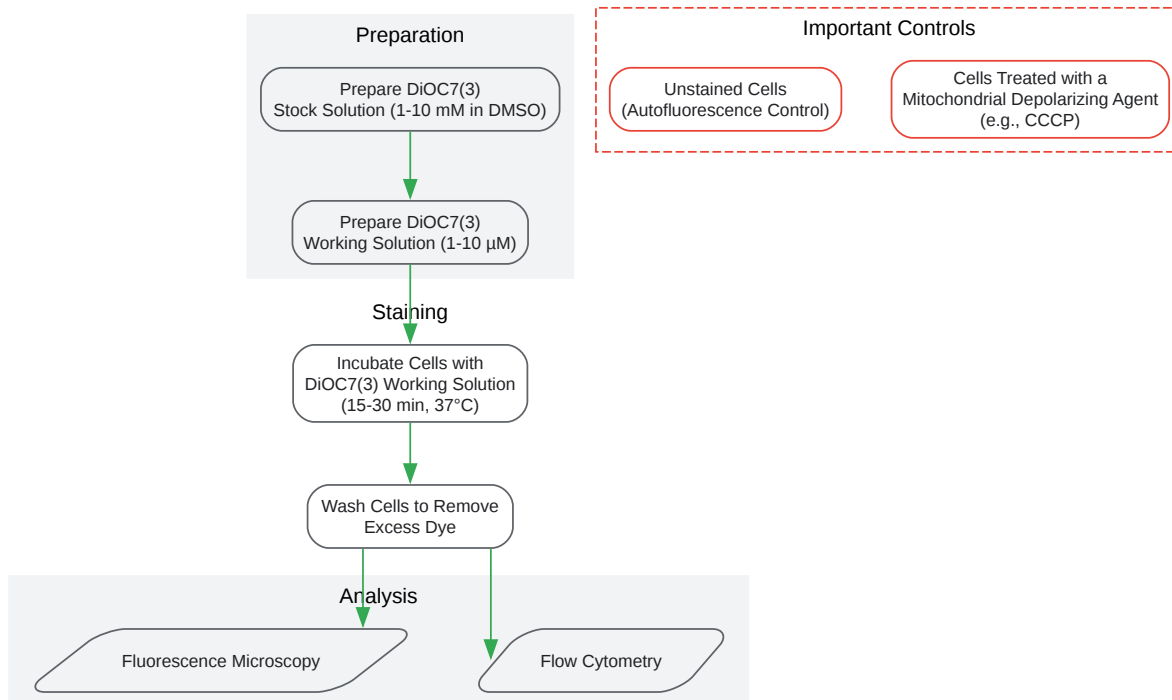 Preparation
Prepare DiOC7(3)
Stock Solution (1-10 mM in DMSO)
Prepare DiOC7(3)
Working Solution (1-10 µM)
Staining
Incubate Cells with
DiOC7(3) Working Solution
(15-30 min, 37°C)
Wash Cells to Remove
Excess Dye
Analysis
Fluorescence Microscopy
Flow Cytometry
Important Controls
Unstained Cells
(Autofluorescence Control)
Cells Treated with a
Mitochondrial Depolarizing Agent
(e.g., CCCP)